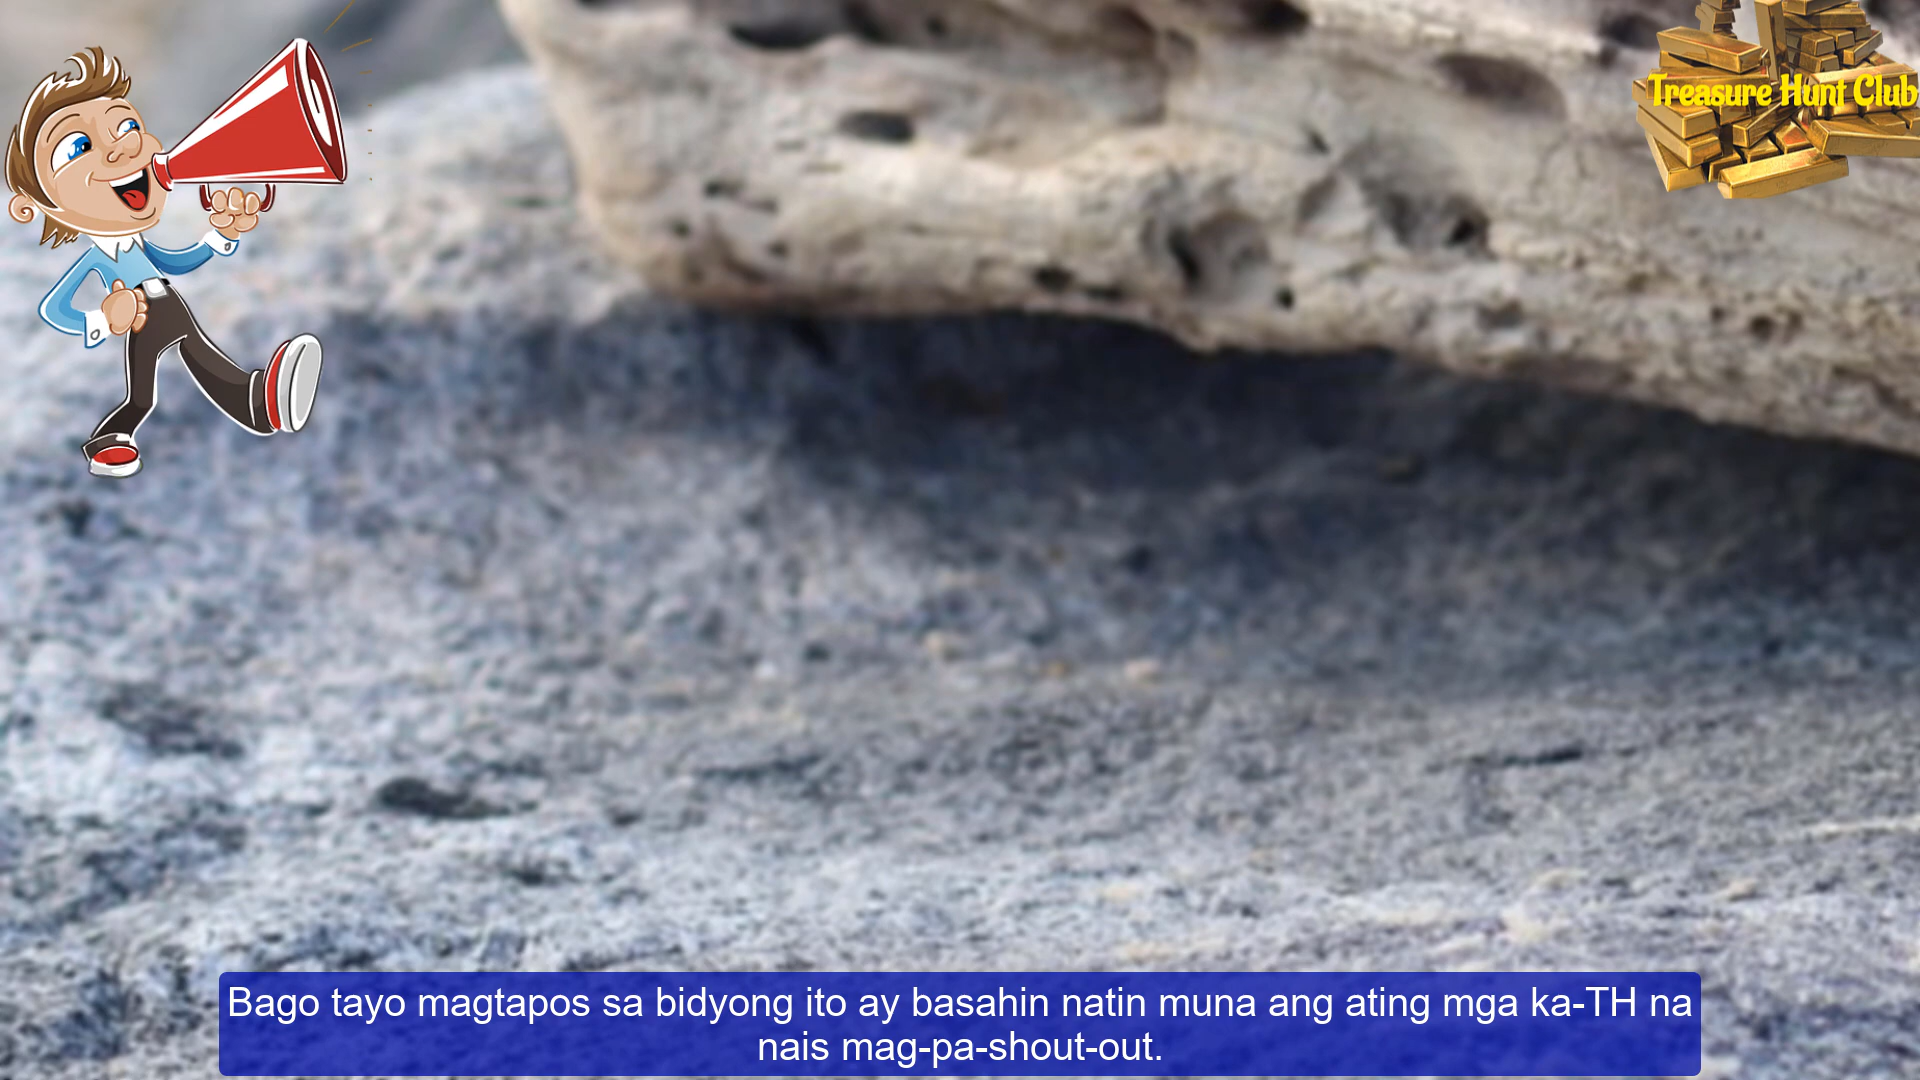 Treasure Hunt Club
Bago tayo magtapos sa bidyong ito ay basahin natin muna ang ating mga ka-TH na
nais mag-pa-shout-out.